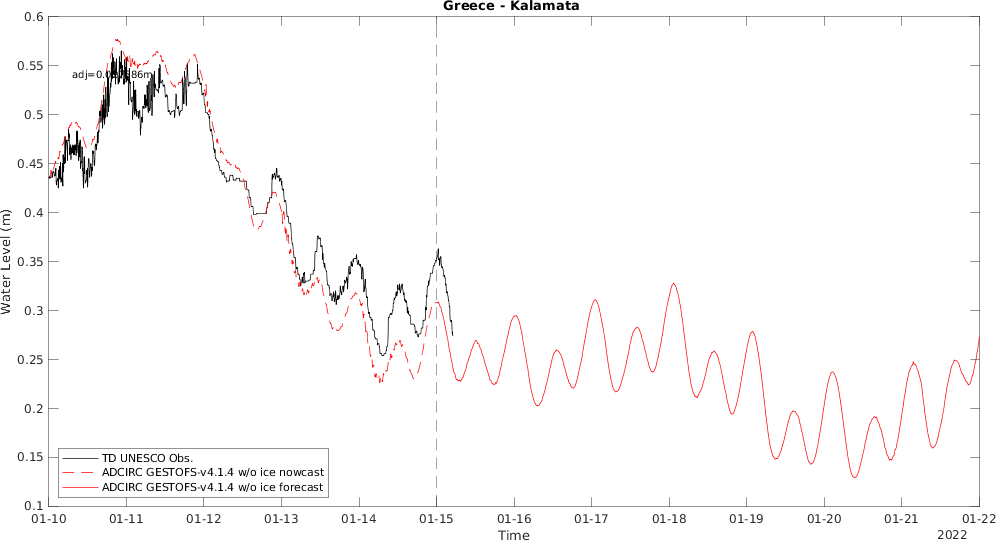 Greece - Kalamata
0.6
0.55
0.5
0.45
0.4
0.35
0.3
0.25
0.2
0.15
0.1
Water Level (m)
TD UNESCO Obs.
ADCIRC GESTOFS-v4.1.4 w/o ice nowcast
ADCIRC GESTOFS-v4.1.4 w/o ice forecast
01-10 01-11 01-12 01-13 01-14 01-15 01-16 01-17 01-18 01-19 01-20 01-21 01-22
Time
2022